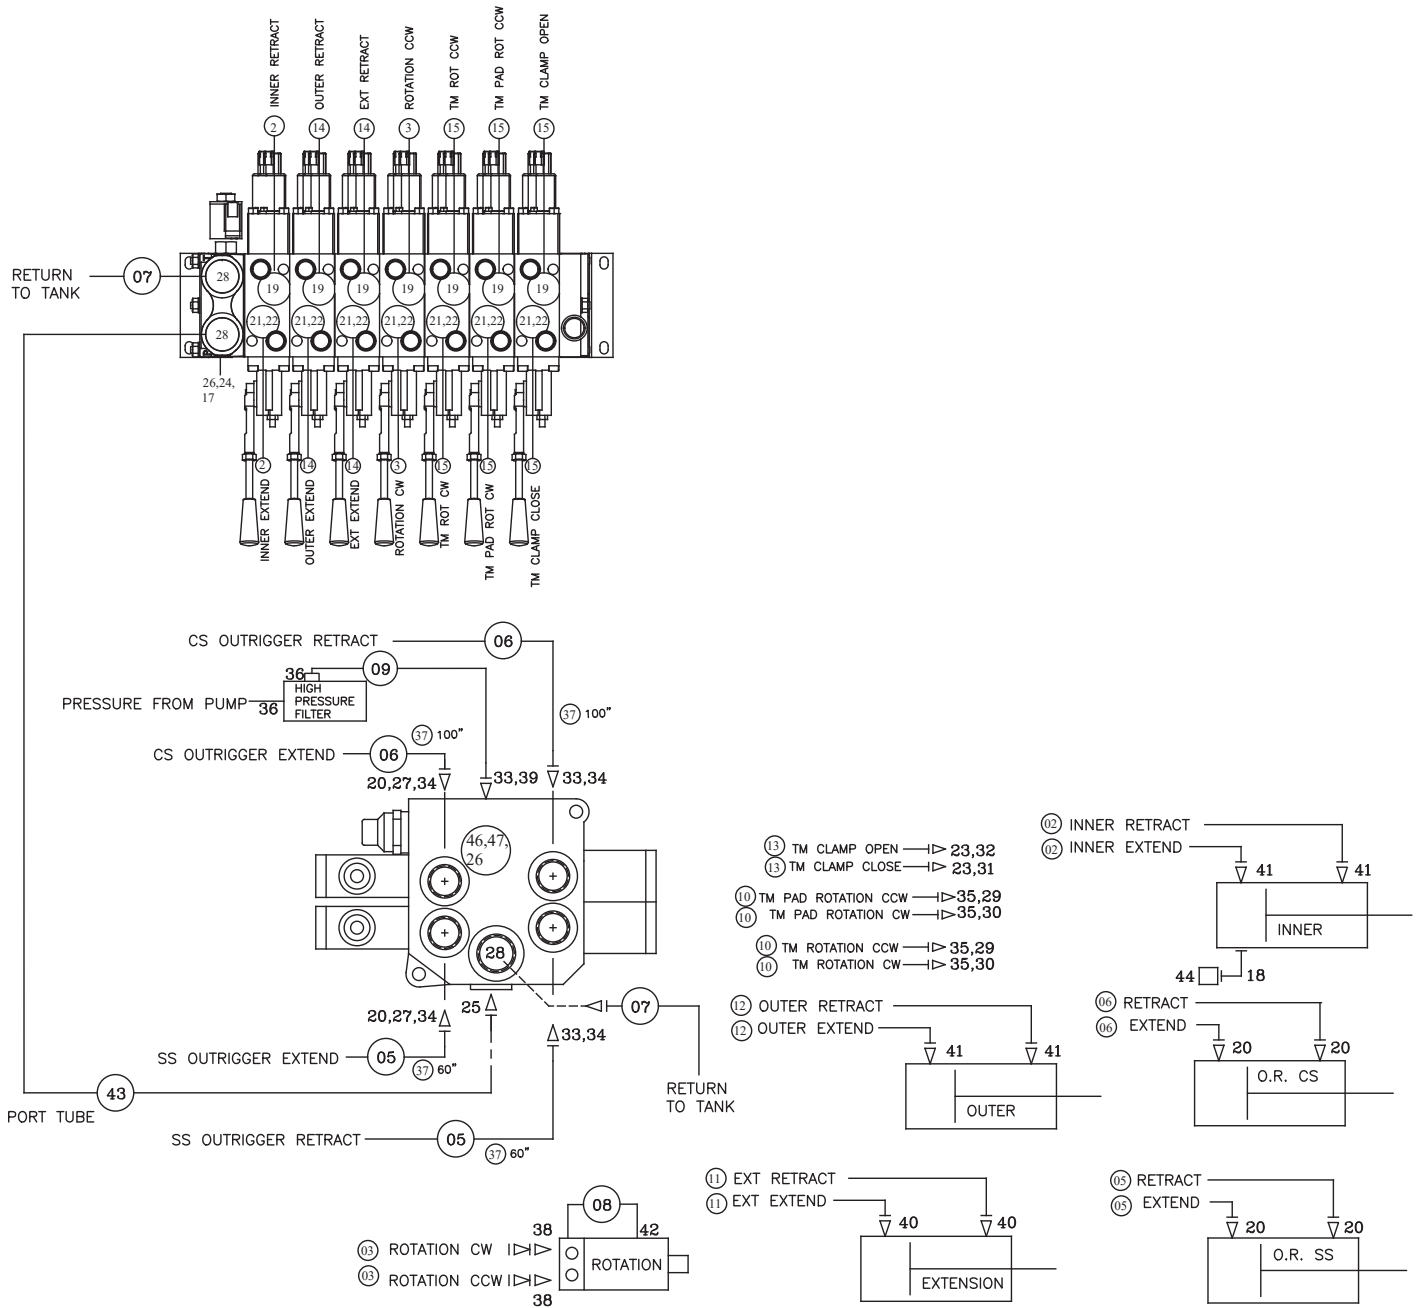 INNER RETRACT
OUTER RETRACT
EXT RETRACT
ROTATION CCW
TM ROT CCW
TM PAD ROT CCW
TM CLAMP OPEN
2 14 14 3 15 15 15
RETURN
TO TANK
07
28
19 19 19 19 19 19 19
21,22 21,22 21,22 21,22 21,22 21,22 21,22
28
26,24,
17
2 14 14 3 15 15 15
INNER EXTEND
OUTER EXTEND
EXT EXTEND
ROTATION CW
TM ROT CW
TM PAD ROT CW
TM CLAMP CLOSE
CS OUTRIGGER RETRACT 06
36 09
HIGH
PRESSURE
FILTER
PRESSURE FROM PUMP 36
37 100"
37 100"
CS OUTRIGGER EXTEND 06
20,27,34 33,39 33,34
46,47,
26
28
20,27,34 25
07
33,34
SS OUTRIGGER EXTEND 05
37 60"
RETURN
TO TANK
43
PORT TUBE
SS OUTRIGGER RETRACT 05
37 60"
13 TM CLAMP OPEN 23,32
13 TM CLAMP CLOSE 23,31
10 TM PAD ROTATION CCW 35,29
10 TM PAD ROTATION CW 35,30
10 TM ROTATION CCW 35,29
10 TM ROTATION CW 35,30
02 INNER RETRACT
02 INNER EXTEND
41 41
INNER
44 18
12 OUTER RETRACT
12 OUTER EXTEND
41 41
OUTER
06 RETRACT
06 EXTEND
20 20
O.R. CS
11 EXT RETRACT
11 EXT EXTEND
40 40
EXTENSION
05 RETRACT
05 EXTEND
20 20
O.R. SS
08
38 42
03 ROTATION CW
ROTATION
03 ROTATION CCW
38